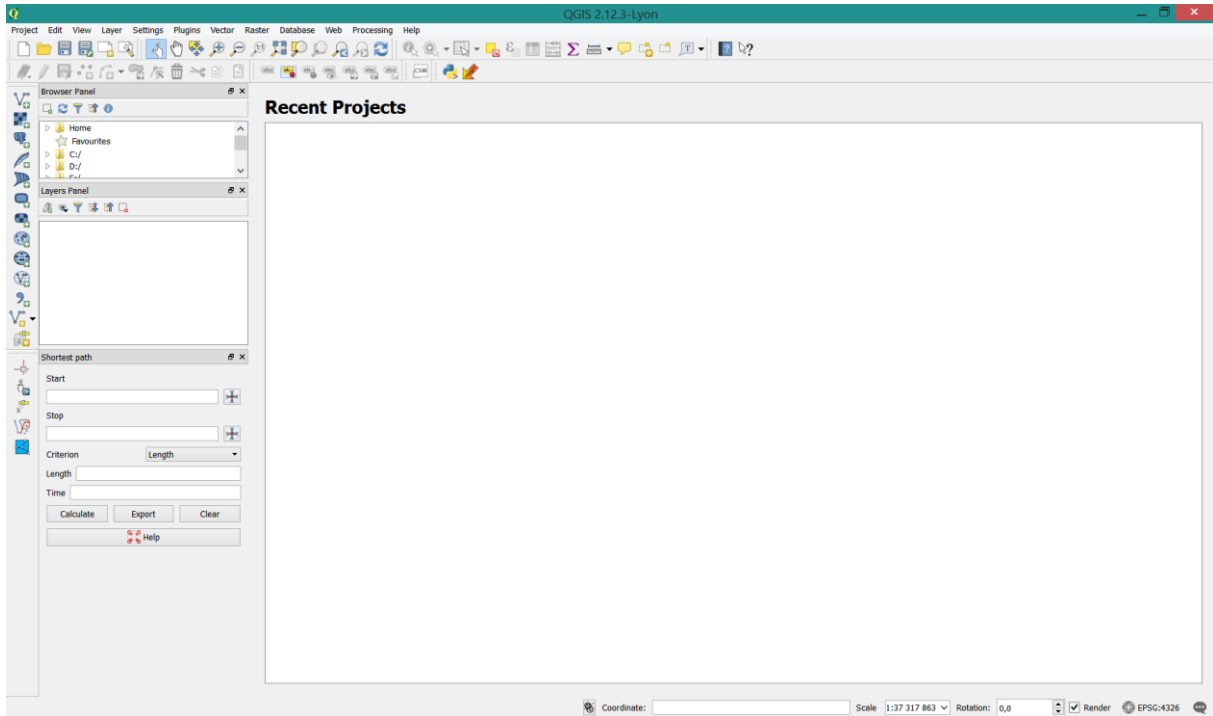 QGIS 2.12.3-Lyon
Project Edit View Layer Settings Plugins Vector Raster Database Web Processing Help
CSW
Browser Panel
Home
Favourites
C:/
D:/
E:/
Layers Panel
Recent Projects
Shortest path
Start
Stop
Criterion Length
Length
Time
Calculate Export Clear
Help
Coordinate: Scale 1:37 317 863 Rotation: 0,0 Render EPSG:4326